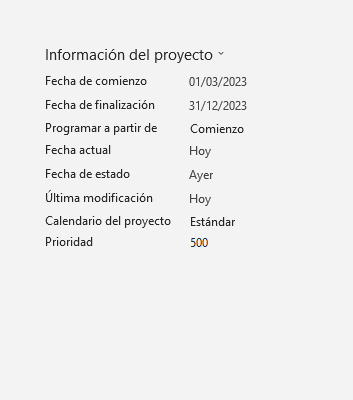 Información del proyecto
Fecha de comienzo 01/03/2023
Fecha de finalización 31/12/2023
Programar a partir de Comienzo
Fecha actual Hoy
Fecha de estado Ayer
Última modificación Hoy
Calendario del proyecto Estándar
Prioridad 500